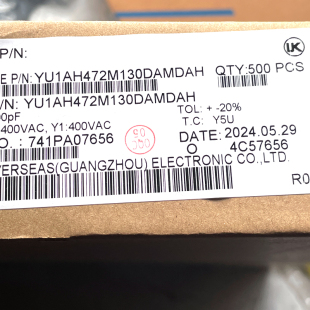 P/N:
E P/N: YU1AH472M130DAMDAH QTY:500 PCS
/N: YU1AH472M130DAMDAH
0pF TOL: + -20%
400VAC, Y1:400VAC T.C: Y5U
O. : 741PA07656 DATE: 2024.05.29
O 4C57656
VERSEAS(GUANGZHOU) ELECTRONIC CO.,LTD.
R0